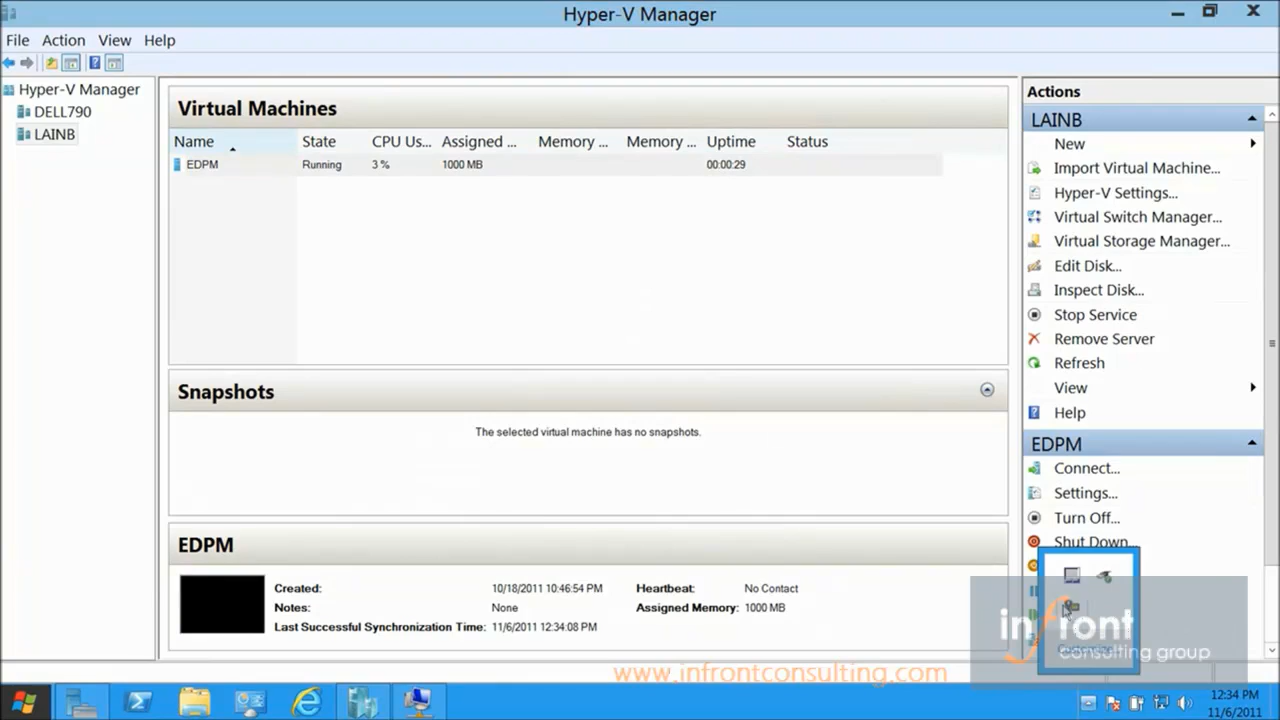 Hyper-V Manager
File Action View Help
Hyper-V Manager
DELL790
LAINB
Virtual Machines
Name State CPU Us... Assigned ... Memory ... Memory ... Uptime Status
EDPM Running 3 % 1000 MB 00:00:29
Snapshots
The selected virtual machine has no snapshots.
EDPM
Created: 10/18/2011 10:46:54 PM Heartbeat: No Contact
Notes: None Assigned Memory: 1000 MB
Last Successful Synchronization Time: 11/6/2011 12:34:08 PM
Actions
LAINB
New
Import Virtual Machine...
Hyper-V Settings...
Virtual Switch Manager...
Virtual Storage Manager...
Edit Disk...
Inspect Disk...
Stop Service
Remove Server
Refresh
View
Help
EDPM
Connect...
Settings...
Turn Off...
Shut Down...
infront
consulting group
www.infrontconsulting.com
12:34 PM
11/6/2011